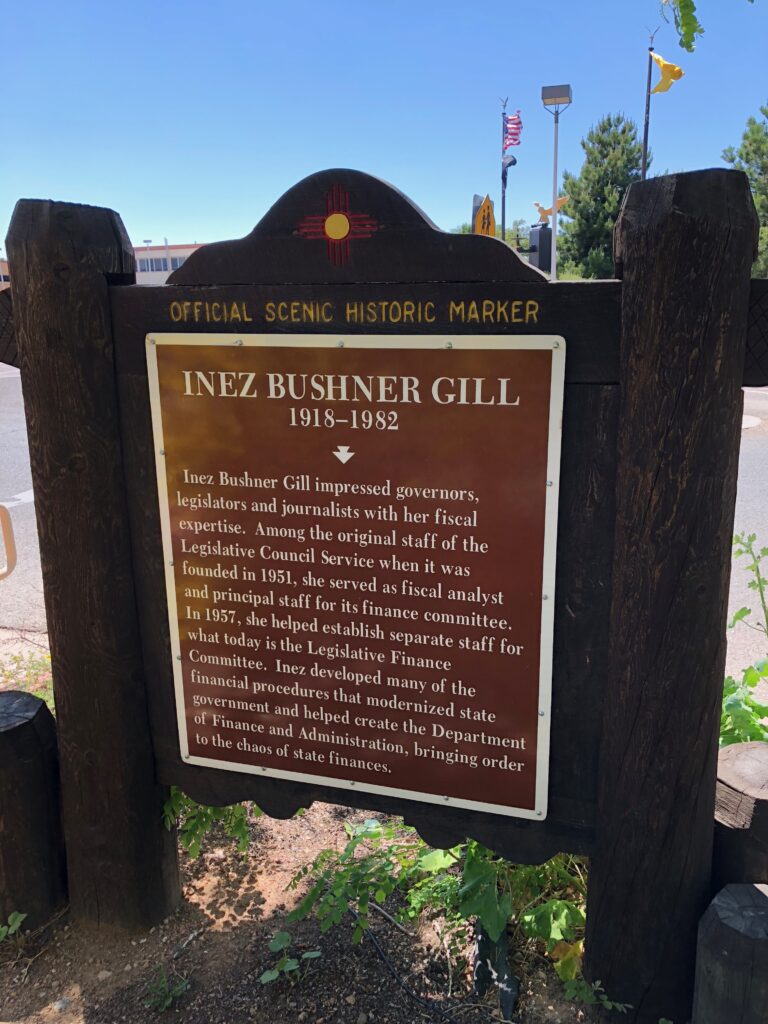 OFFICIAL SCENIC HISTORIC MARKER
INEZ BUSHNER GILL
1918–1982
Inez Bushner Gill impressed governors,
legislators and journalists with her fiscal
expertise. Among the original staff of the
Legislative Council Service when it was
founded in 1951, she served as fiscal analyst
and principal staff for its finance committee.
In 1957, she helped establish separate staff for
what today is the Legislative Finance
Committee. Inez developed many of the
financial procedures that modernized state
government and helped create the Department
of Finance and Administration, bringing order
to the chaos of state finances.